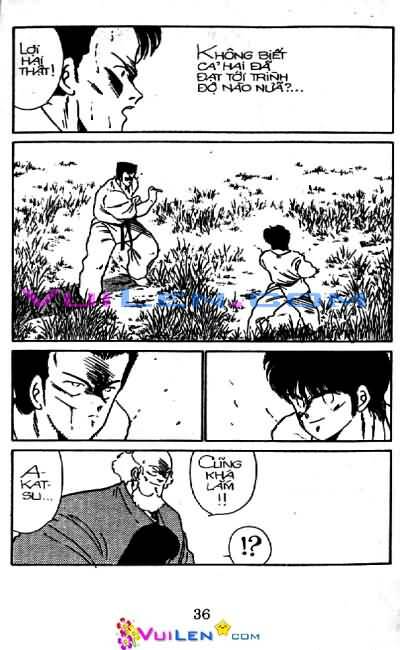 LỢI
HẠI
THẬT!
KHÔNG BIẾT
CẢ HAI ĐÃ
ĐẠT TỚI TRÌNH
ĐỘ NÀO NỮA?...
VUILEN.COM
A-
KAT-
SU...
CŨNG
KHÁ
LẮM
!!
!?
36
VUILEN